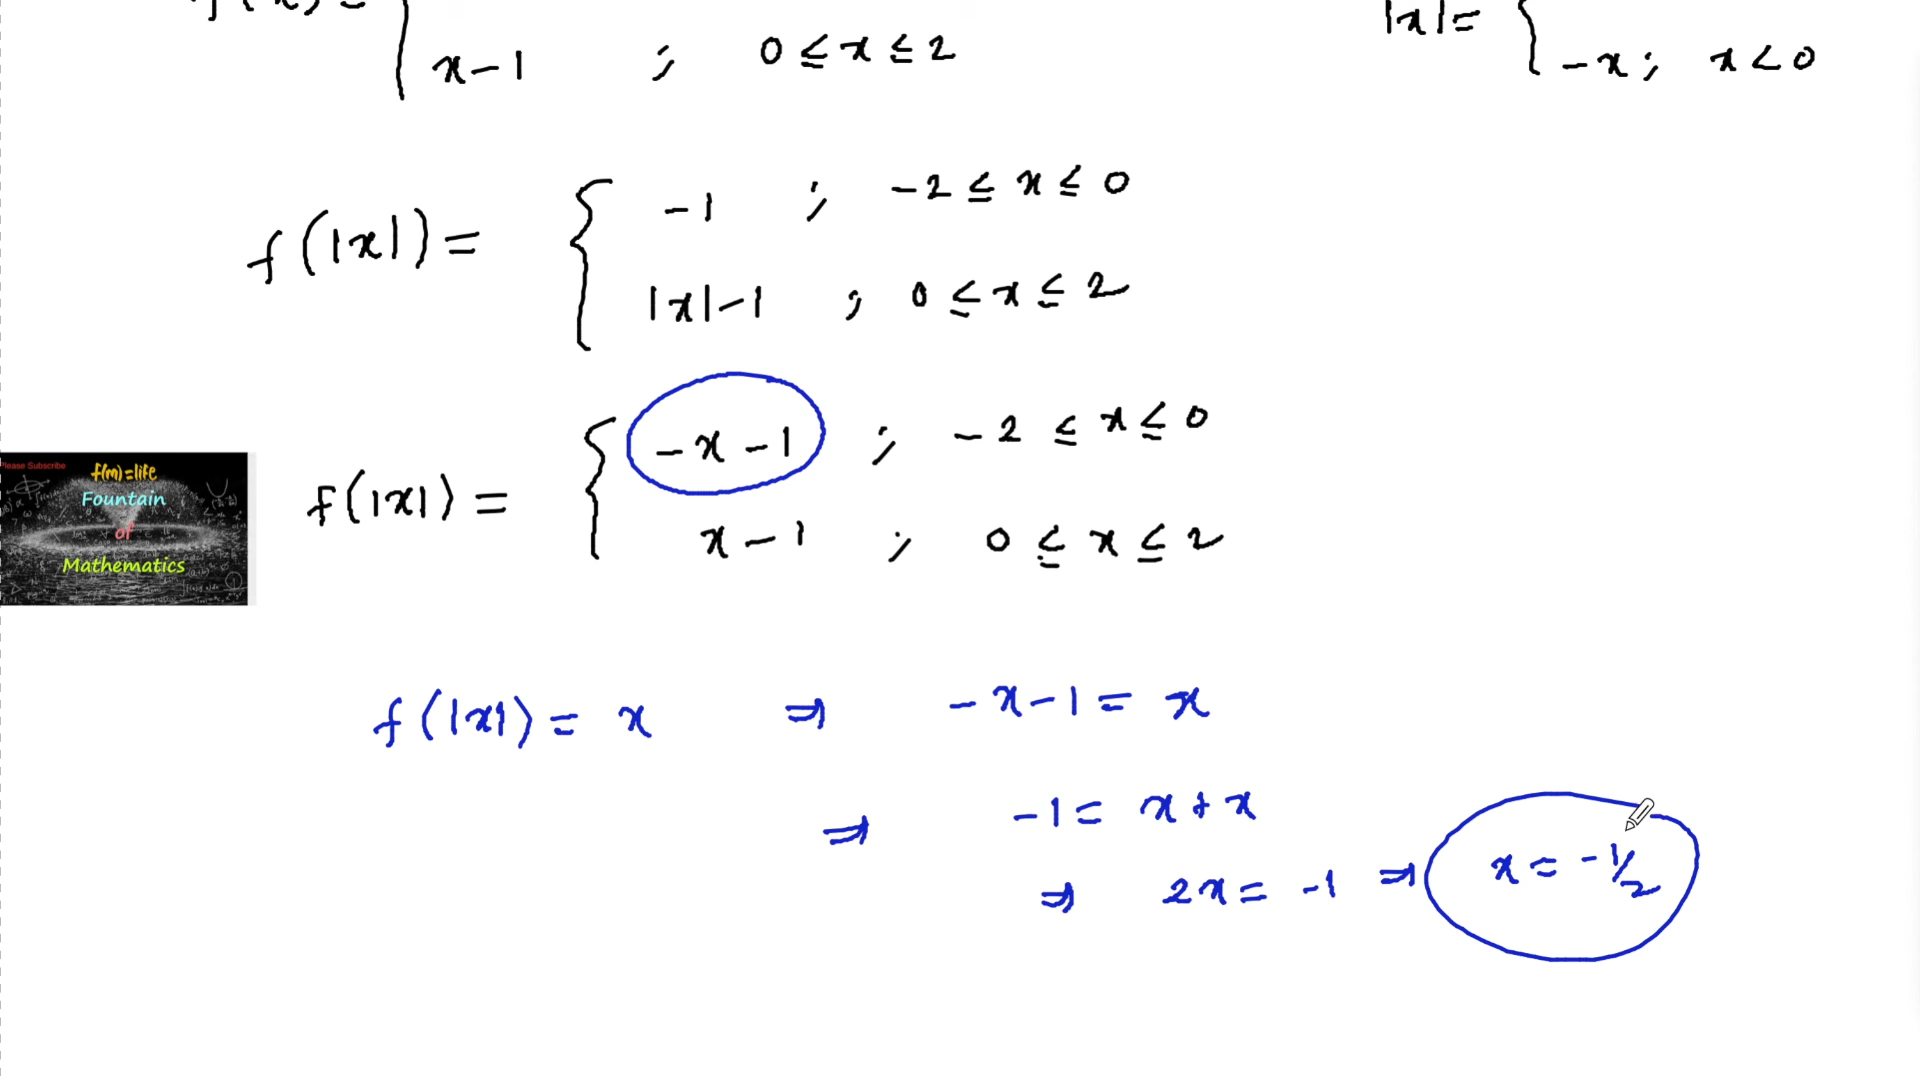 f(x) =
x-1 ; 0 ≤ x ≤ 2
|x| =
-x ; x < 0
f(|x|) = { -1 ; -2 ≤ x ≤ 0
|x|-1 ; 0 ≤ x ≤ 2
f(|x|) = { -x-1 ; -2 ≤ x ≤ 0
x-1 ; 0 ≤ x ≤ 2
Please Subscribe
f(m)=life
Fountain
of
Mathematics
f(|x|) = x ⇒ -x-1 = x
⇒ -1 = x+x
⇒ 2x = -1 ⇒ x = -1/2